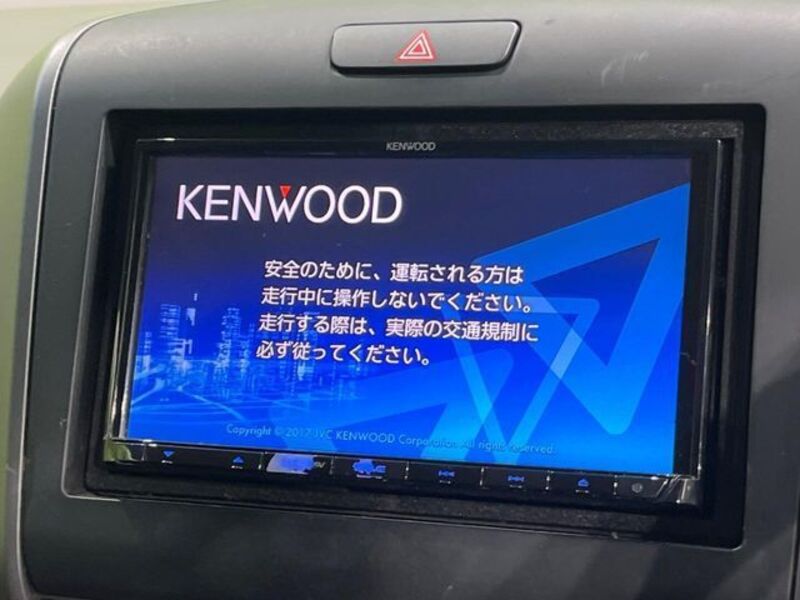 KENWOOD
KENWOOD
安全のために、運転される方は
走行中に操作しないでください。
走行する際は、実際の交通規制に
必ず従ってください。
Copyright © 2017 JVC KENWOOD Corporation All rights reserved.